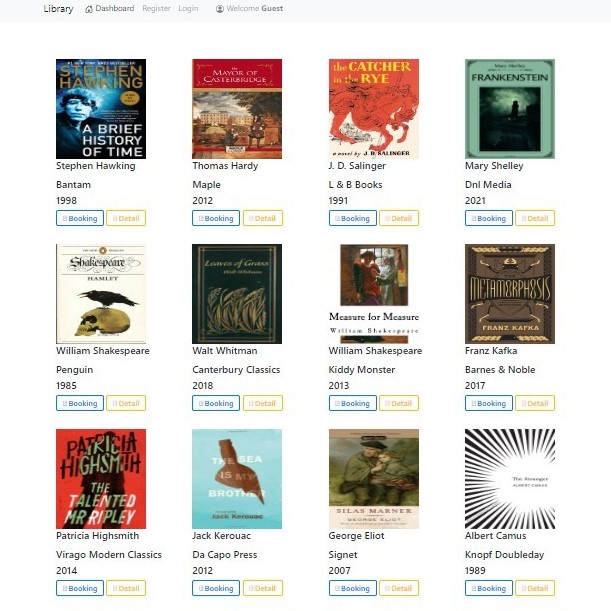 Library Dashboard Register Login Welcome Guest
STEPHEN HAWKING
A BRIEF HISTORY OF TIME
Stephen Hawking
Bantam
1998
Booking Detail
the MAYOR OF CASTERBRIDGE
Thomas Hardy
Maple
2012
Booking Detail
the CATCHER
in the RYE
a novel by J. D. SALINGER
J. D. Salinger
L & B Books
1991
Booking Detail
Mary Shelley
FRANKENSTEIN
Mary Shelley
Dnl Media
2021
Booking Detail
Shakespeare
HAMLET
William Shakespeare
Penguin
1985
Booking Detail
Leaves of Grass
Walt Whitman
Walt Whitman
Canterbury Classics
2018
Booking Detail
Measure for Measure
William Shakespeare
William Shakespeare
Kiddy Monster
2013
Booking Detail
METAMORPHOSIS
FRANZ KAFKA
Franz Kafka
Barnes & Noble
2017
Booking Detail
PATRICIA
HIGHSMITH
THE
TALENTED
MR RIPLEY
Patricia Highsmith
Virago Modern Classics
2014
Booking Detail
THE SEA
IS MY
BROTHER
Jack Kerouac
Jack Kerouac
Da Capo Press
2012
Booking Detail
SILAS MARNER
GEORGE ELIOT
George Eliot
Signet
2007
Booking Detail
The Stranger
ALBERT CAMUS
Albert Camus
Knopf Doubleday
1989
Booking Detail